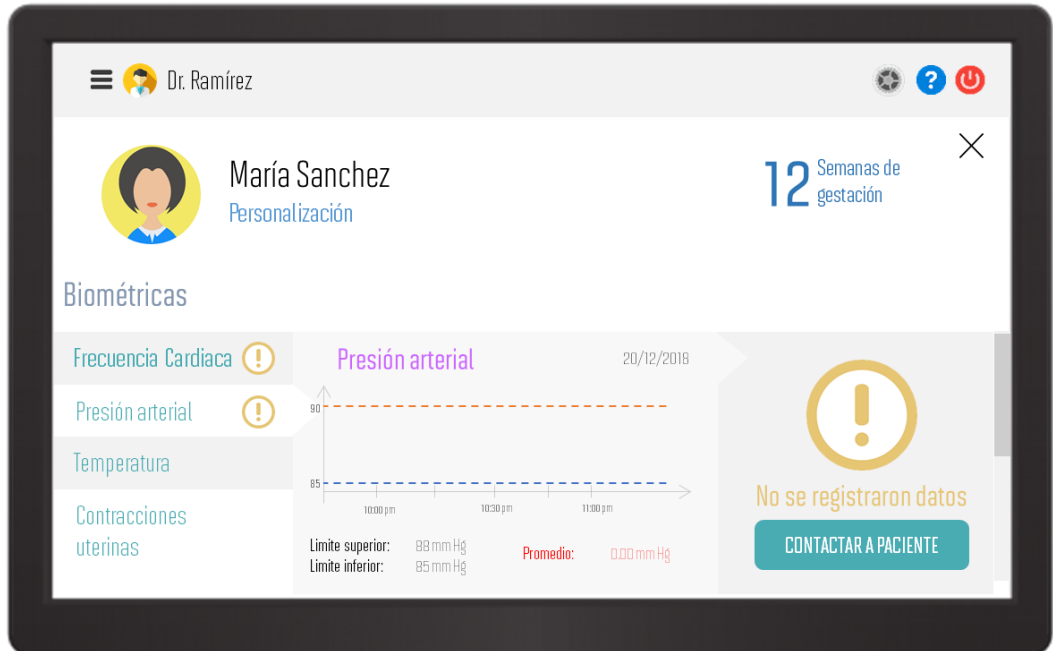 Dr. Ramírez
?
María Sanchez
Personalización
12 Semanas de
gestación
Biométricas
Frecuencia Cardiaca !
Presión arterial !
Temperatura
Contracciones
uterinas
Presión arterial 20/12/2018
90
85
10:00 pm 10:30 pm 11:00 pm
Limite superior: 88 mm Hg
Limite inferior: 85 mm Hg
Promedio: 0.00 mm Hg
!
No se registraron datos
CONTACTAR A PACIENTE